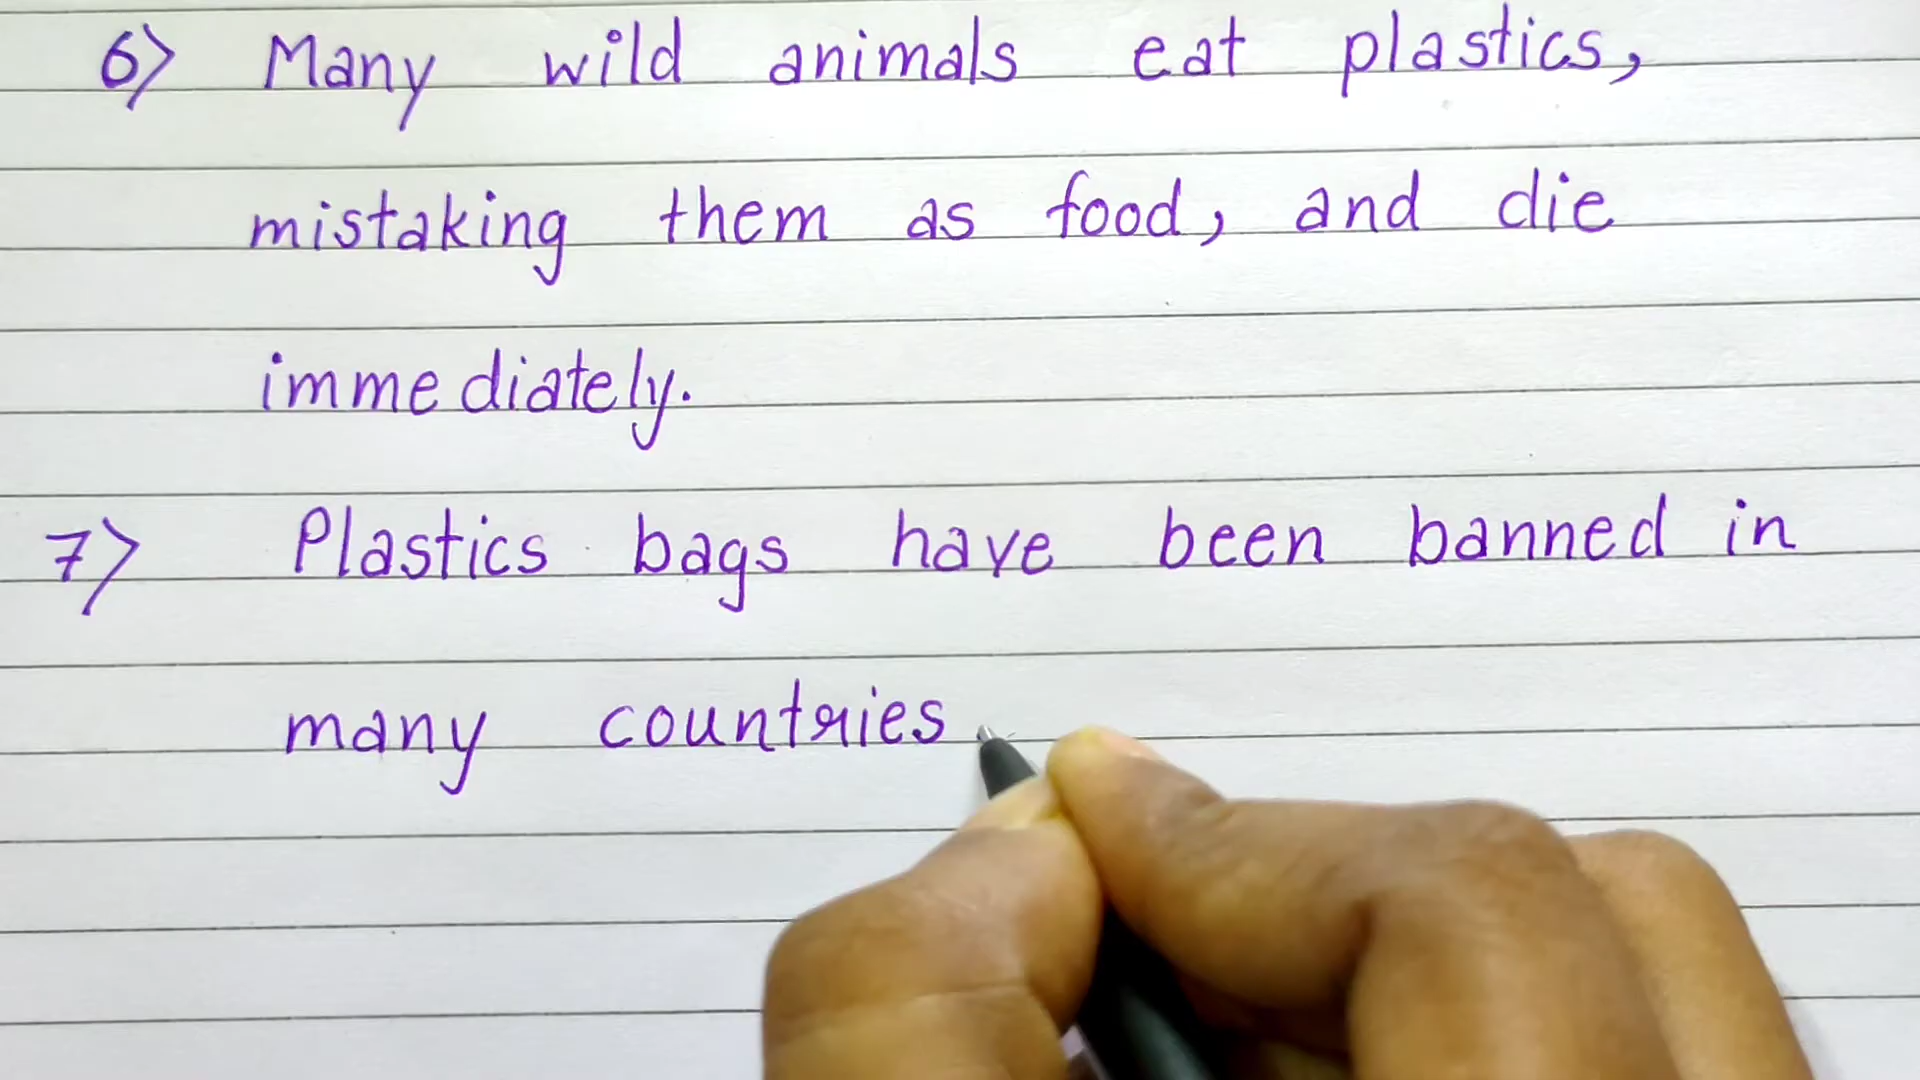 6) Many wild animals eat plastics,
mistaking them as food, and die
immediately.
7) Plastics bags have been banned in
many countries